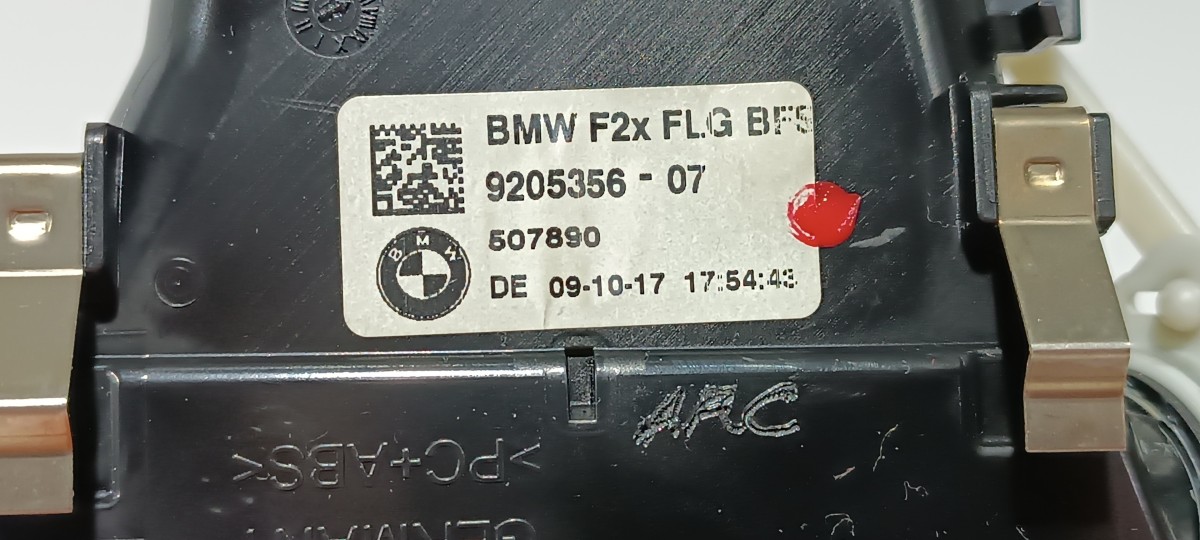 BMW F2x FLG BFS
9205356 - 07
507890
BMW
DE 09-10-17 17:54:43
ARC
>PC+ABS<